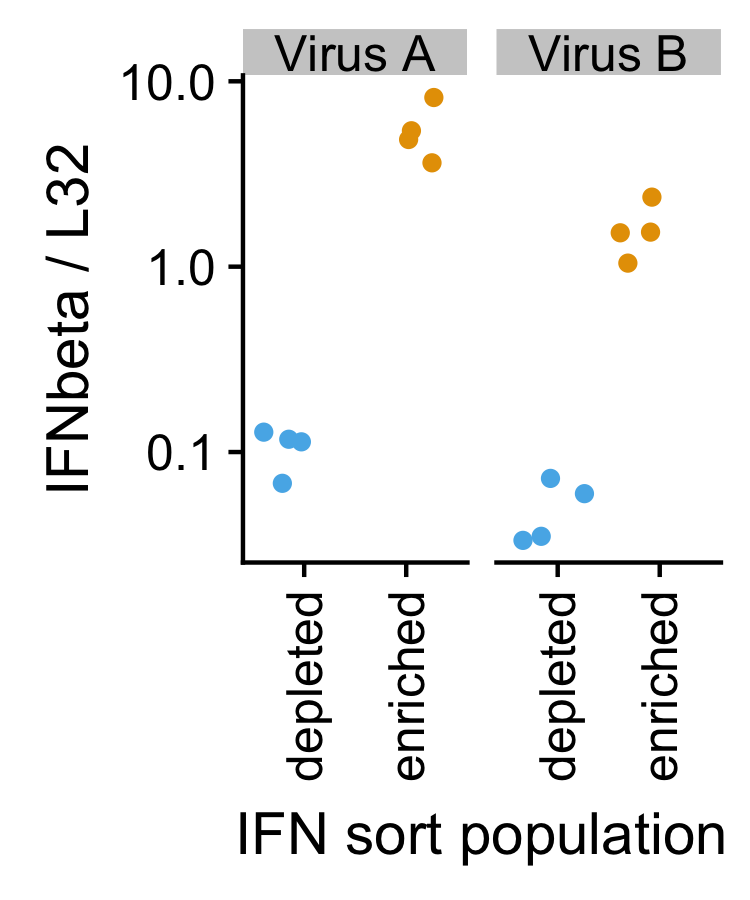 Virus A
Virus B
IFNbeta / L32
10.0
1.0
0.1
depleted
enriched
depleted
enriched
IFN sort population